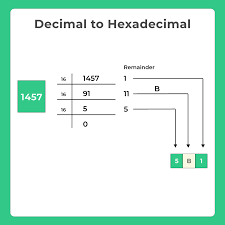 Decimal to Hexadecimal
Remainder
16 1457 1
1457 16 91 11 B
16 5 5
0
5 B 1